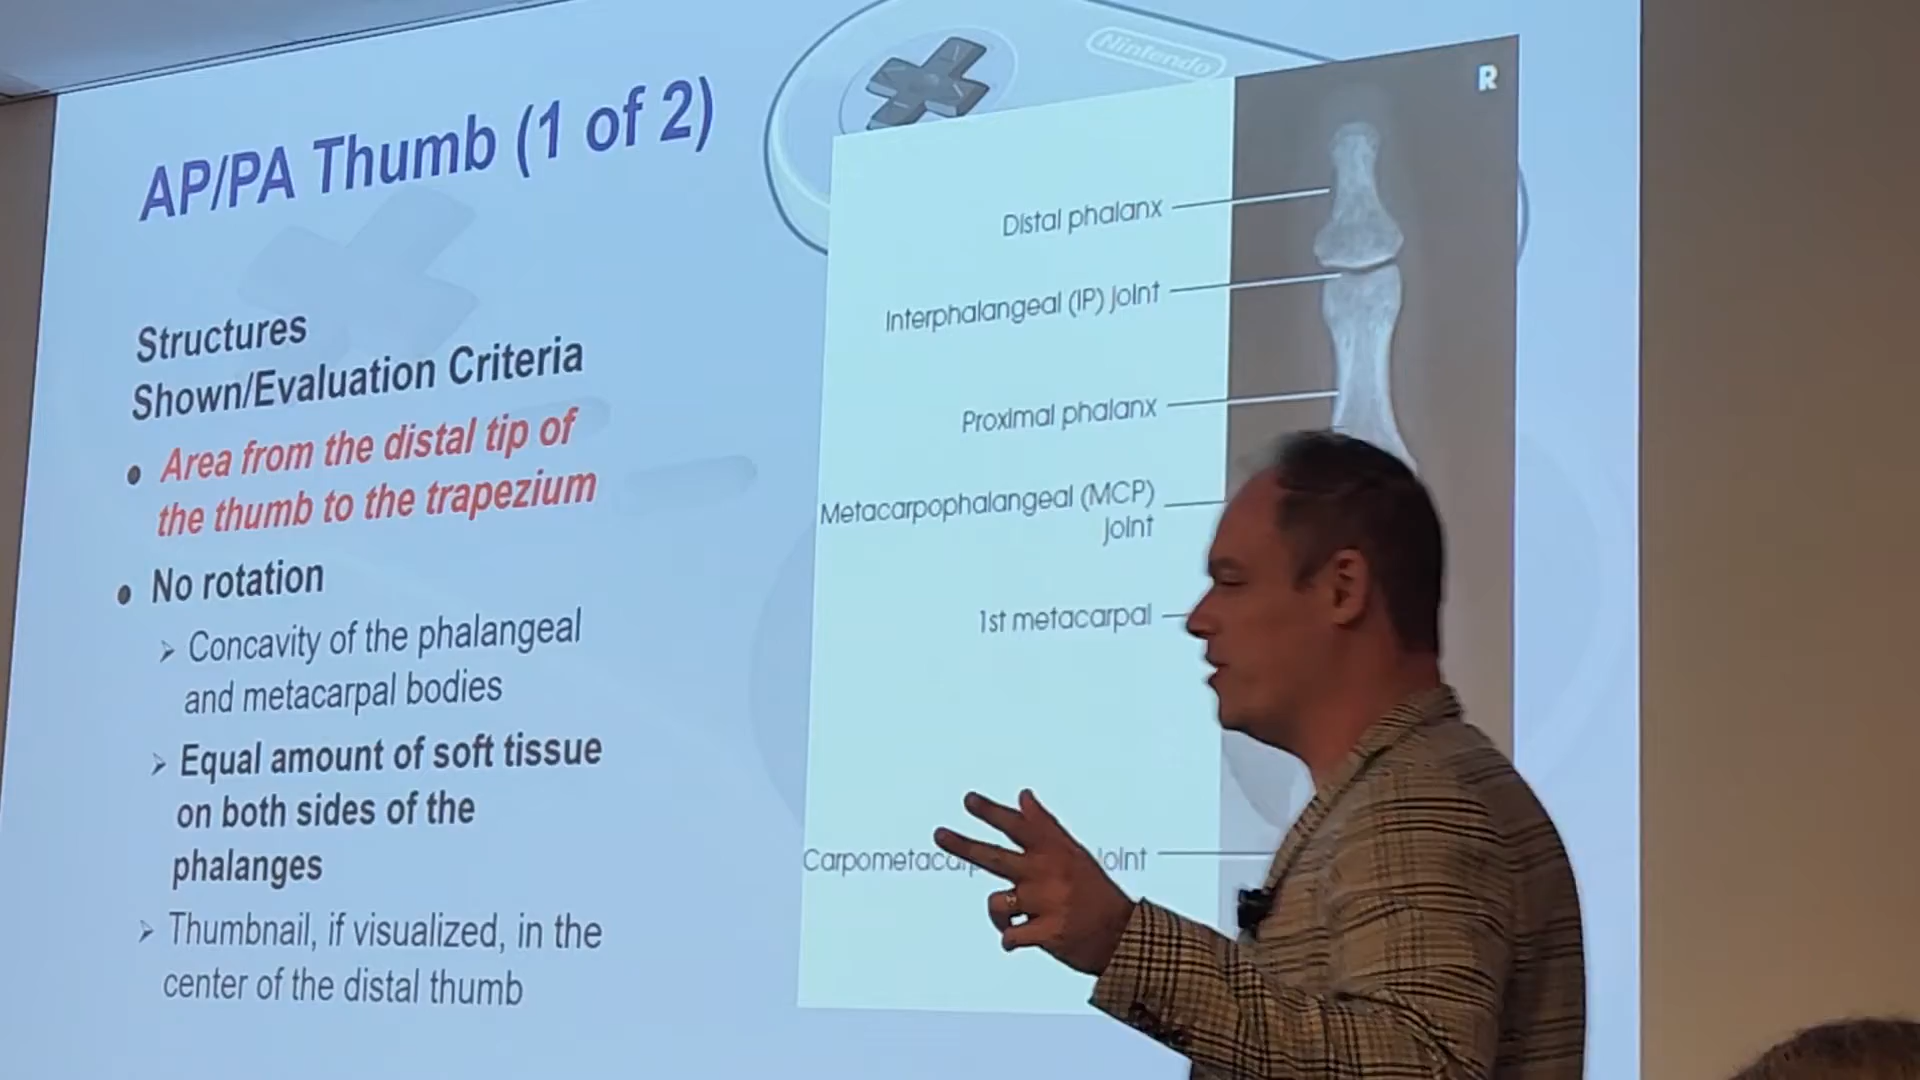 Nintendo
AP/PA Thumb (1 of 2)
R
Structures
Shown/Evaluation Criteria
• Area from the distal tip of
the thumb to the trapezium
• No rotation
➢ Concavity of the phalangeal
and metacarpal bodies
➢ Equal amount of soft tissue
on both sides of the
phalanges
➢ Thumbnail, if visualized, in the
center of the distal thumb
Distal phalanx
Interphalangeal (IP) joint
Proximal phalanx
Metacarpophalangeal (MCP)
joint
1st metacarpal
joint